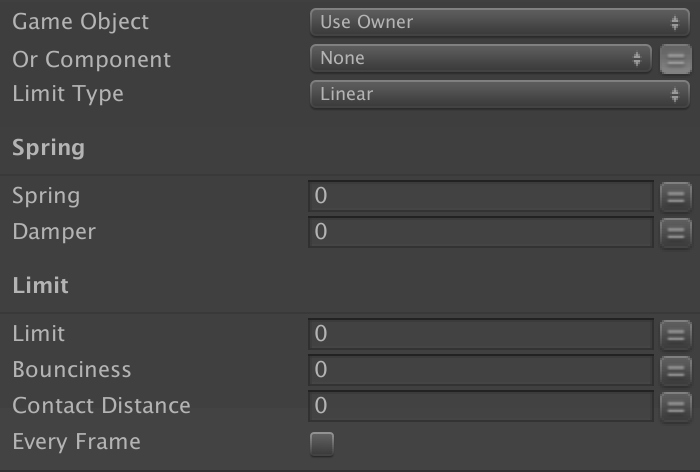 Game Object Use Owner
Or Component None
Limit Type Linear
Spring
Spring 0
Damper 0
Limit
Limit 0
Bounciness 0
Contact Distance 0
Every Frame